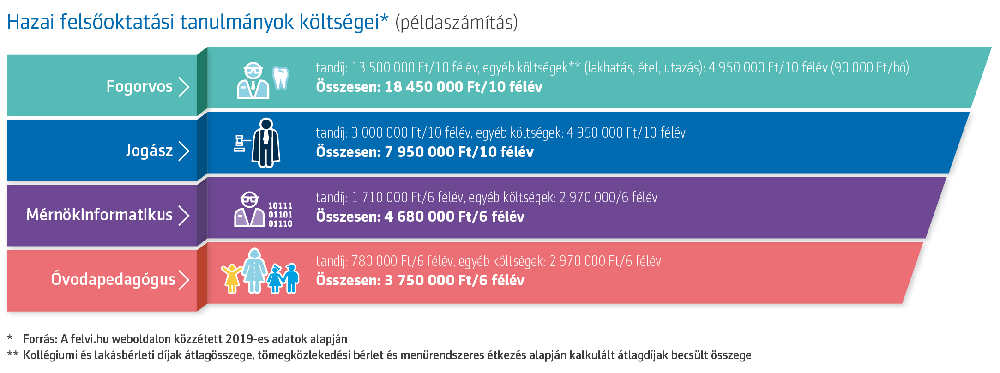 Hazai felsőoktatási tanulmányok költségei* (példaszámítás)
Fogorvos
tandíj: 13 500 000 Ft/10 félév, egyéb költségek** (lakhatás, étel, utazás): 4 950 000 Ft/10 félév (90 000 Ft/hó)
Összesen: 18 450 000 Ft/10 félév
Jogász
tandíj: 3 000 000 Ft/10 félév, egyéb költségek: 4 950 000 Ft/10 félév
Összesen: 7 950 000 Ft/10 félév
Mérnökinformatikus
10111
01101
01110
tandíj: 1 710 000 Ft/6 félév, egyéb költségek: 2 970 000/6 félév
Összesen: 4 680 000 Ft/6 félév
Óvodapedagógus
tandíj: 780 000 Ft/6 félév, egyéb költségek: 2 970 000 Ft/6 félév
Összesen: 3 750 000 Ft/6 félév
* Forrás: A felvi.hu weboldalon közzétett 2019-es adatok alapján
** Kollégiumi és lakásbérleti díjak átlagösszege, tömegközlekedési bérlet és menürendszeres étkezés alapján kalkulált átlagdíjak becsült összege